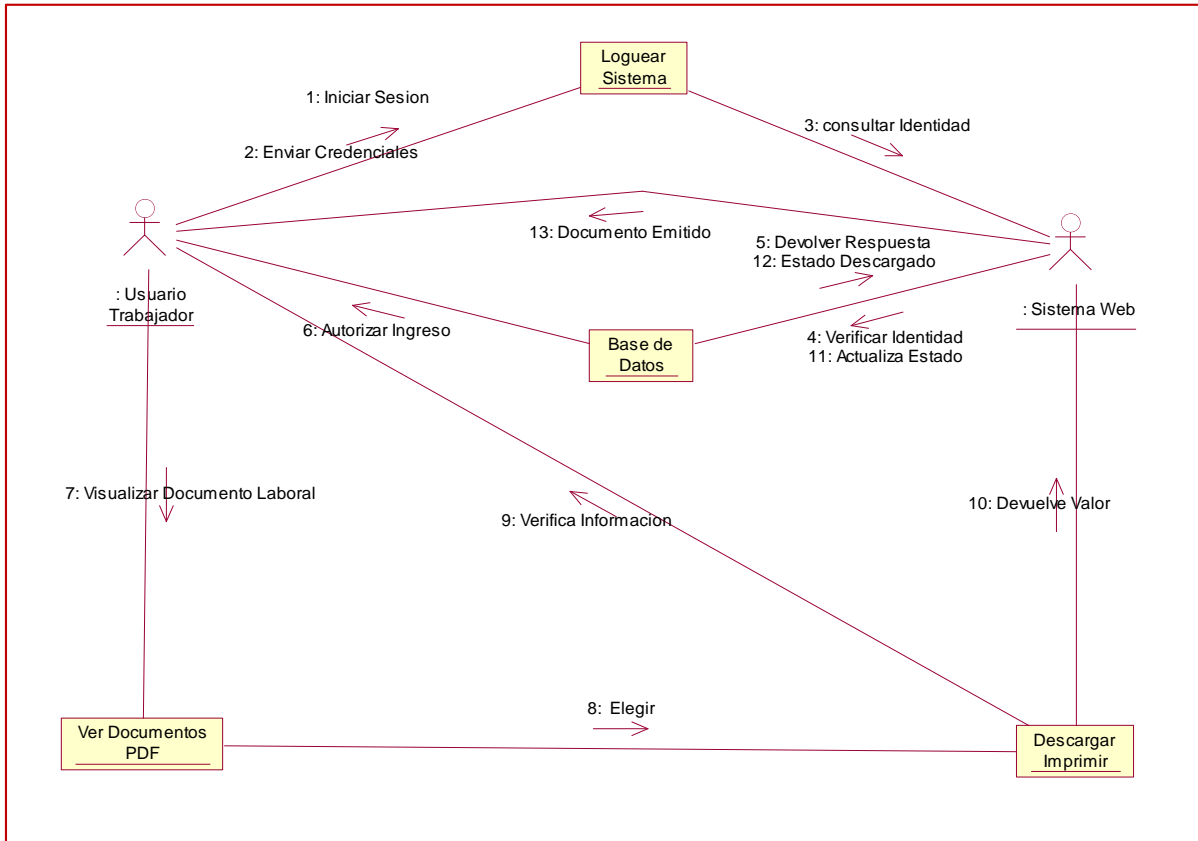 Loguear
Sistema
1: Iniciar Sesion
2: Enviar Credenciales
3: consultar Identidad
13: Documento Emitido
5: Devolver Respuesta
12: Estado Descargado
: Usuario
Trabajador
: Sistema Web
6: Autorizar Ingreso
Base de
Datos
4: Verificar Identidad
11: Actualiza Estado
7: Visualizar Documento Laboral
9: Verifica Informacion
10: Devuelve Valor
8: Elegir
Ver Documentos
PDF
Descargar
Imprimir